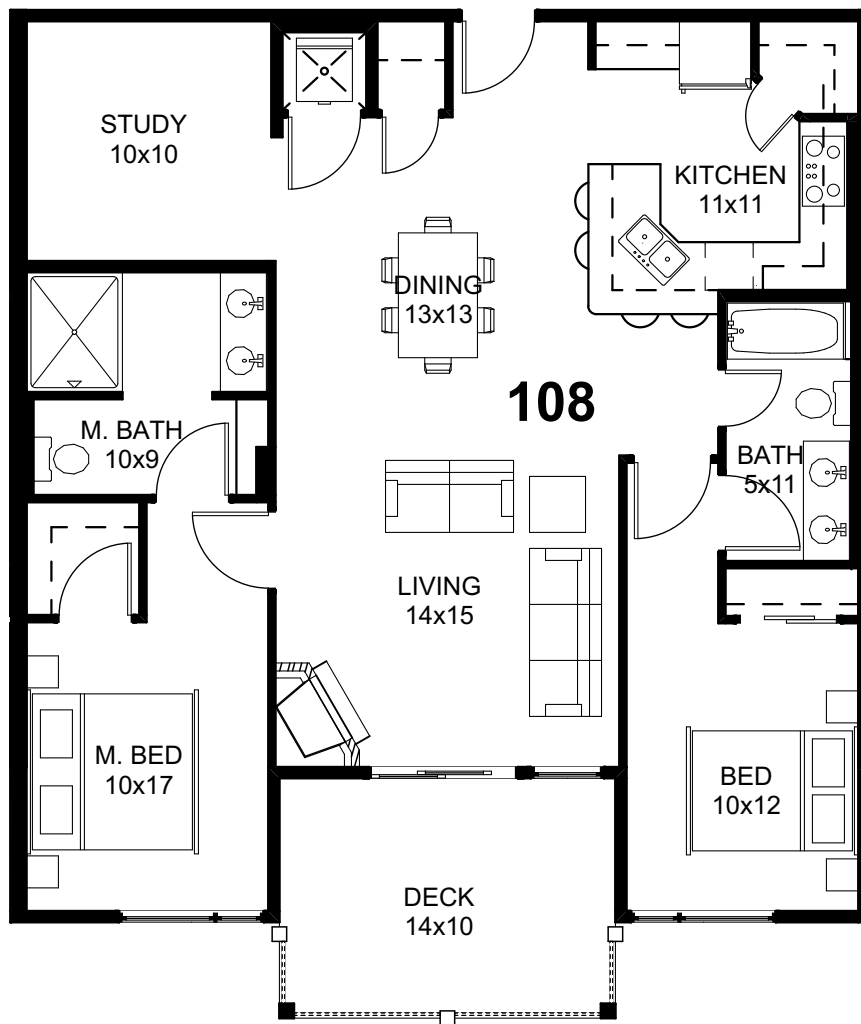 STUDY
10x10
KITCHEN
11x11
DINING
13x13
108
M. BATH
10x9
BATH
5x11
LIVING
14x15
M. BED
10x17
BED
10x12
DECK
14x10